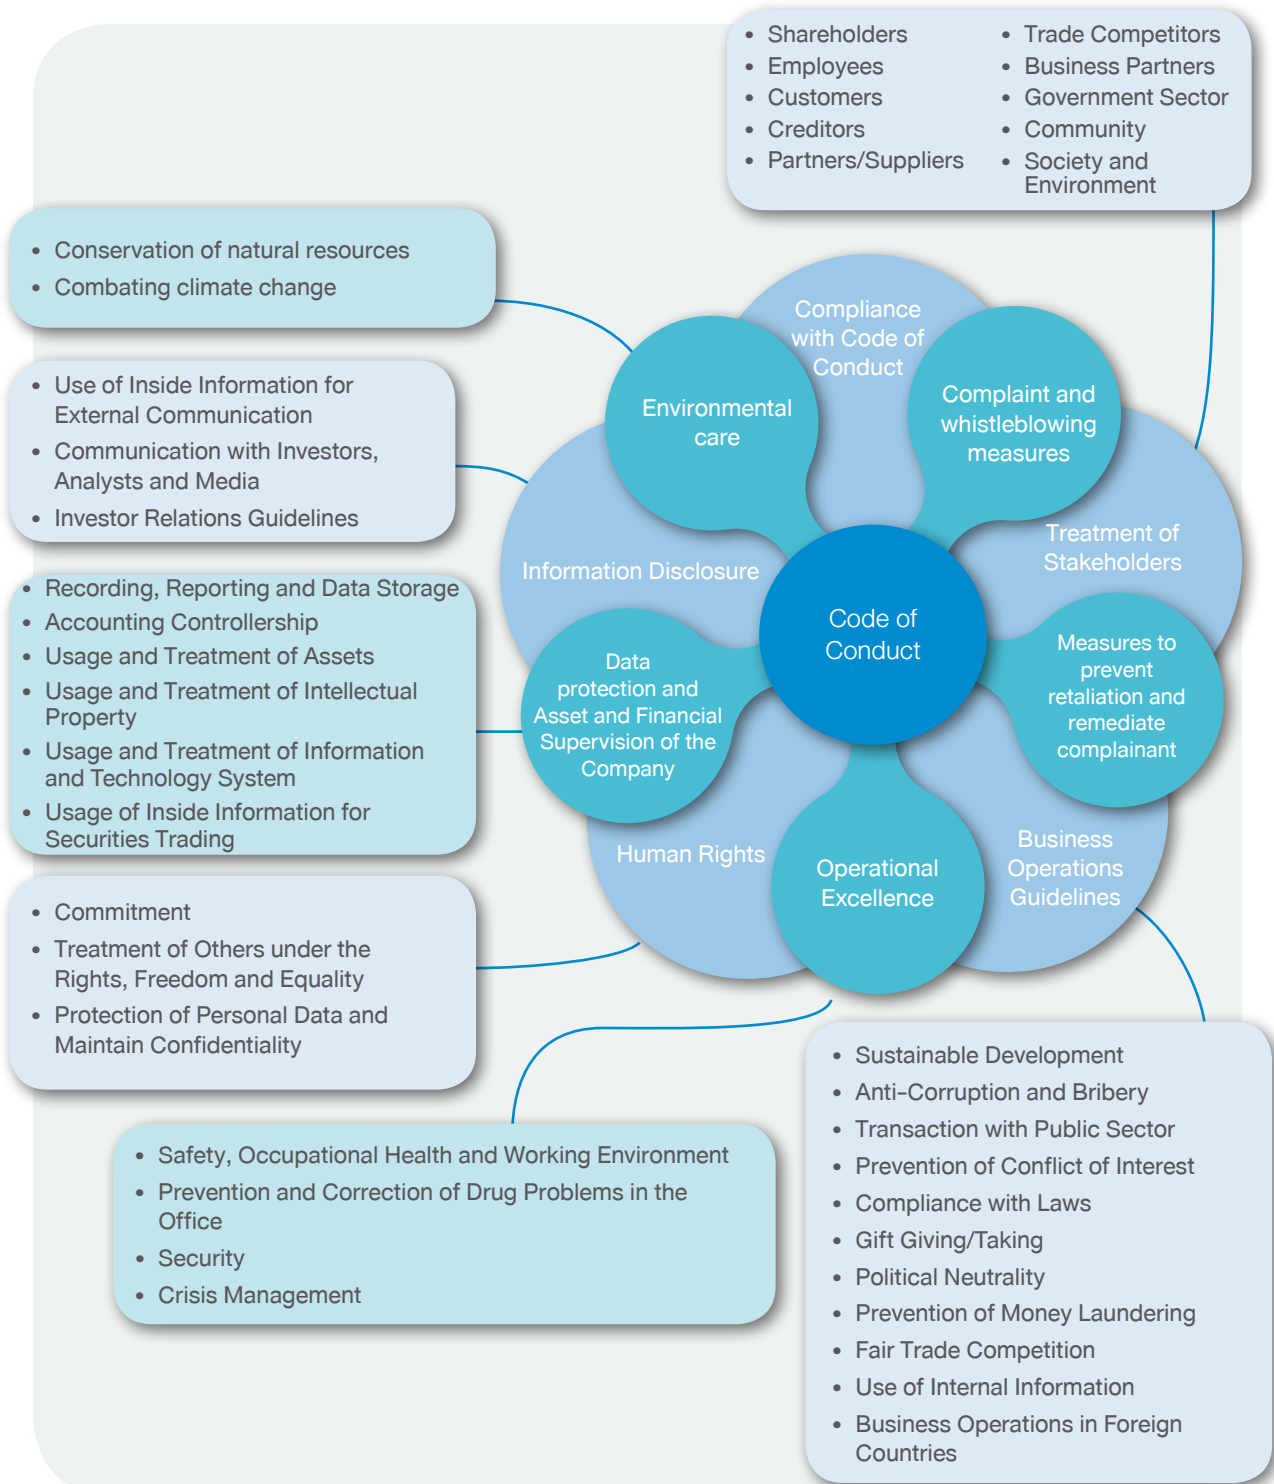 • Shareholders
• Employees
• Customers
• Creditors
• Partners/Suppliers
• Trade Competitors
• Business Partners
• Government Sector
• Community
• Society and
Environment
• Conservation of natural resources
• Combating climate change
• Use of Inside Information for
External Communication
• Communication with Investors,
Analysts and Media
• Investor Relations Guidelines
• Recording, Reporting and Data Storage
• Accounting Controllership
• Usage and Treatment of Assets
• Usage and Treatment of Intellectual
Property
• Usage and Treatment of Information
and Technology System
• Usage of Inside Information for
Securities Trading
• Commitment
• Treatment of Others under the
Rights, Freedom and Equality
• Protection of Personal Data and
Maintain Confidentiality
Compliance
with Code of
Conduct
Environmental
care
Complaint and
whistleblowing
measures
Information Disclosure
Treatment of
Stakeholders
Code of
Conduct
Data
protection and
Asset and Financial
Supervision of the
Company
Measures to
prevent
retaliation and
remediate
complainant
Human Rights
Operational
Excellence
Business
Operations
Guidelines
• Safety, Occupational Health and Working Environment
• Prevention and Correction of Drug Problems in the
Office
• Security
• Crisis Management
• Sustainable Development
• Anti-Corruption and Bribery
• Transaction with Public Sector
• Prevention of Conflict of Interest
• Compliance with Laws
• Gift Giving/Taking
• Political Neutrality
• Prevention of Money Laundering
• Fair Trade Competition
• Use of Internal Information
• Business Operations in Foreign
Countries